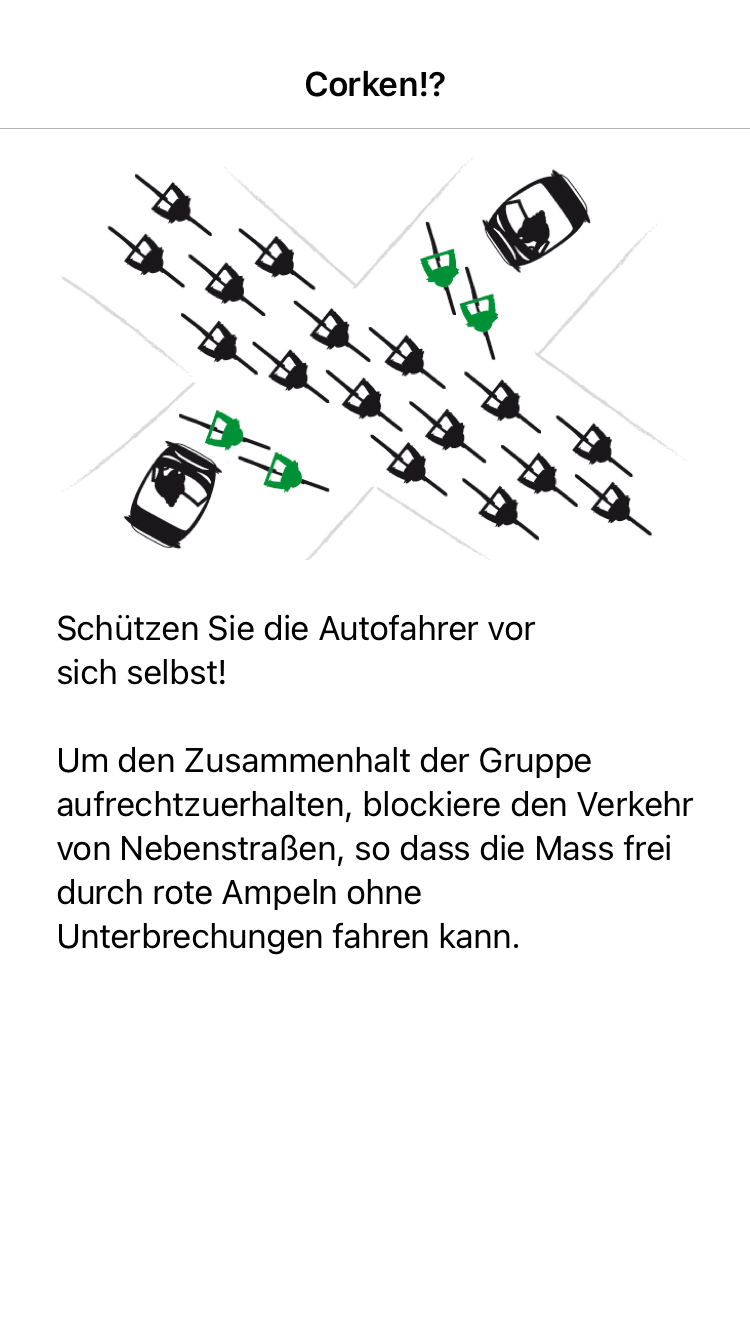 Corken!?
Schützen Sie die Autofahrer vor
sich selbst!
Um den Zusammenhalt der Gruppe
aufrechtzuerhalten, blockiere den Verkehr
von Nebenstraßen, so dass die Mass frei
durch rote Ampeln ohne
Unterbrechungen fahren kann.